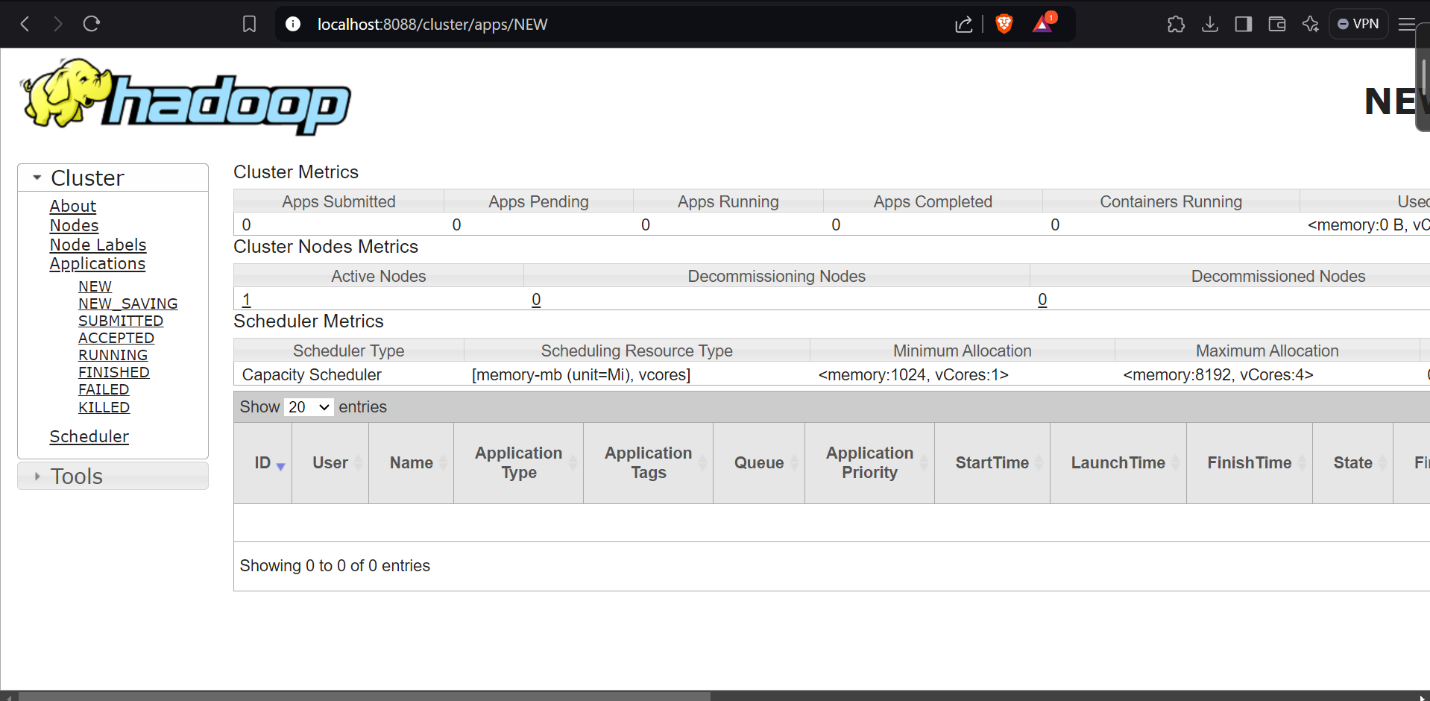 localhost:8088/cluster/apps/NEW
1
VPN
hadoop
NEW
Cluster
About
Nodes
Node Labels
Applications
NEW
NEW_SAVING
SUBMITTED
ACCEPTED
RUNNING
FINISHED
FAILED
KILLED
Scheduler
Tools
Cluster Metrics
Apps Submitted Apps Pending Apps Running Apps Completed Containers Running Used
0 0 0 0 0 <memory:0 B, vC
Cluster Nodes Metrics
Active Nodes Decommissioning Nodes Decommissioned Nodes
1 0 0
Scheduler Metrics
Scheduler Type Scheduling Resource Type Minimum Allocation Maximum Allocation
Capacity Scheduler [memory-mb (unit=Mi), vcores] <memory:1024, vCores:1> <memory:8192, vCores:4>
Show 20 entries
ID User Name Application Type Application Tags Queue Application Priority StartTime LaunchTime FinishTime State
Showing 0 to 0 of 0 entries